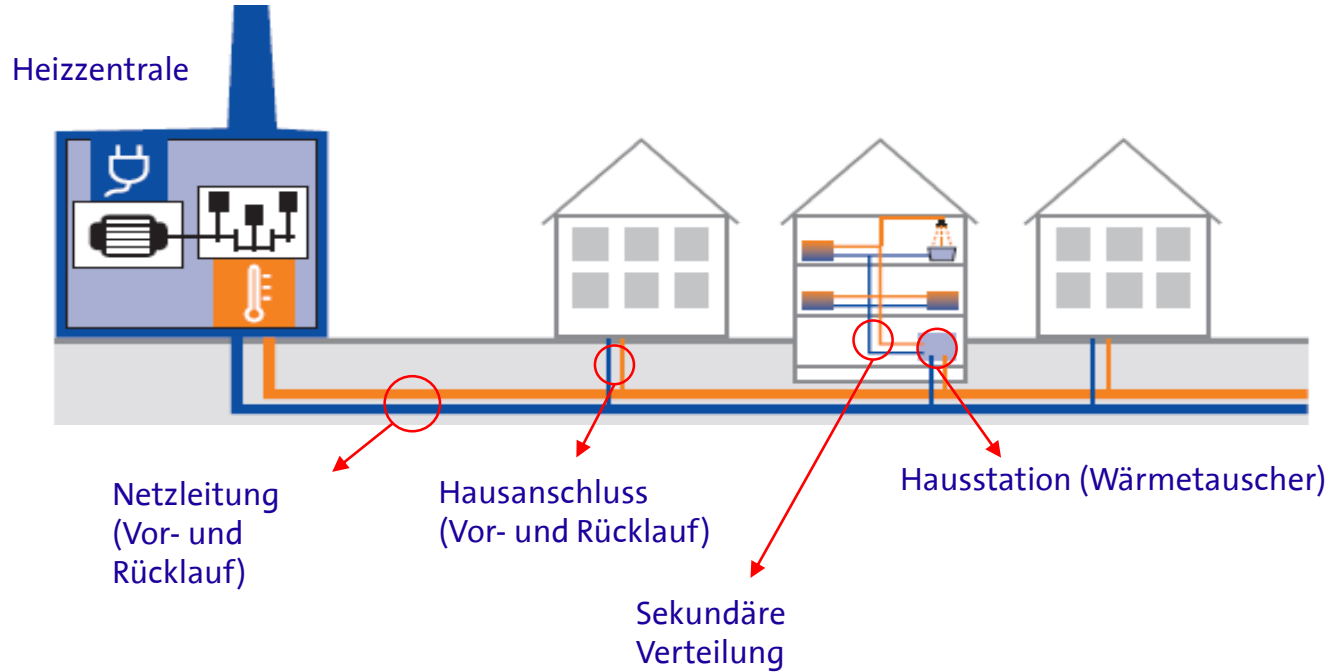 Heizzentrale
Netzleitung
(Vor- und
Rücklauf)
Hausanschluss
(Vor- und Rücklauf)
Sekundäre
Verteilung
Hausstation (Wärmetauscher)